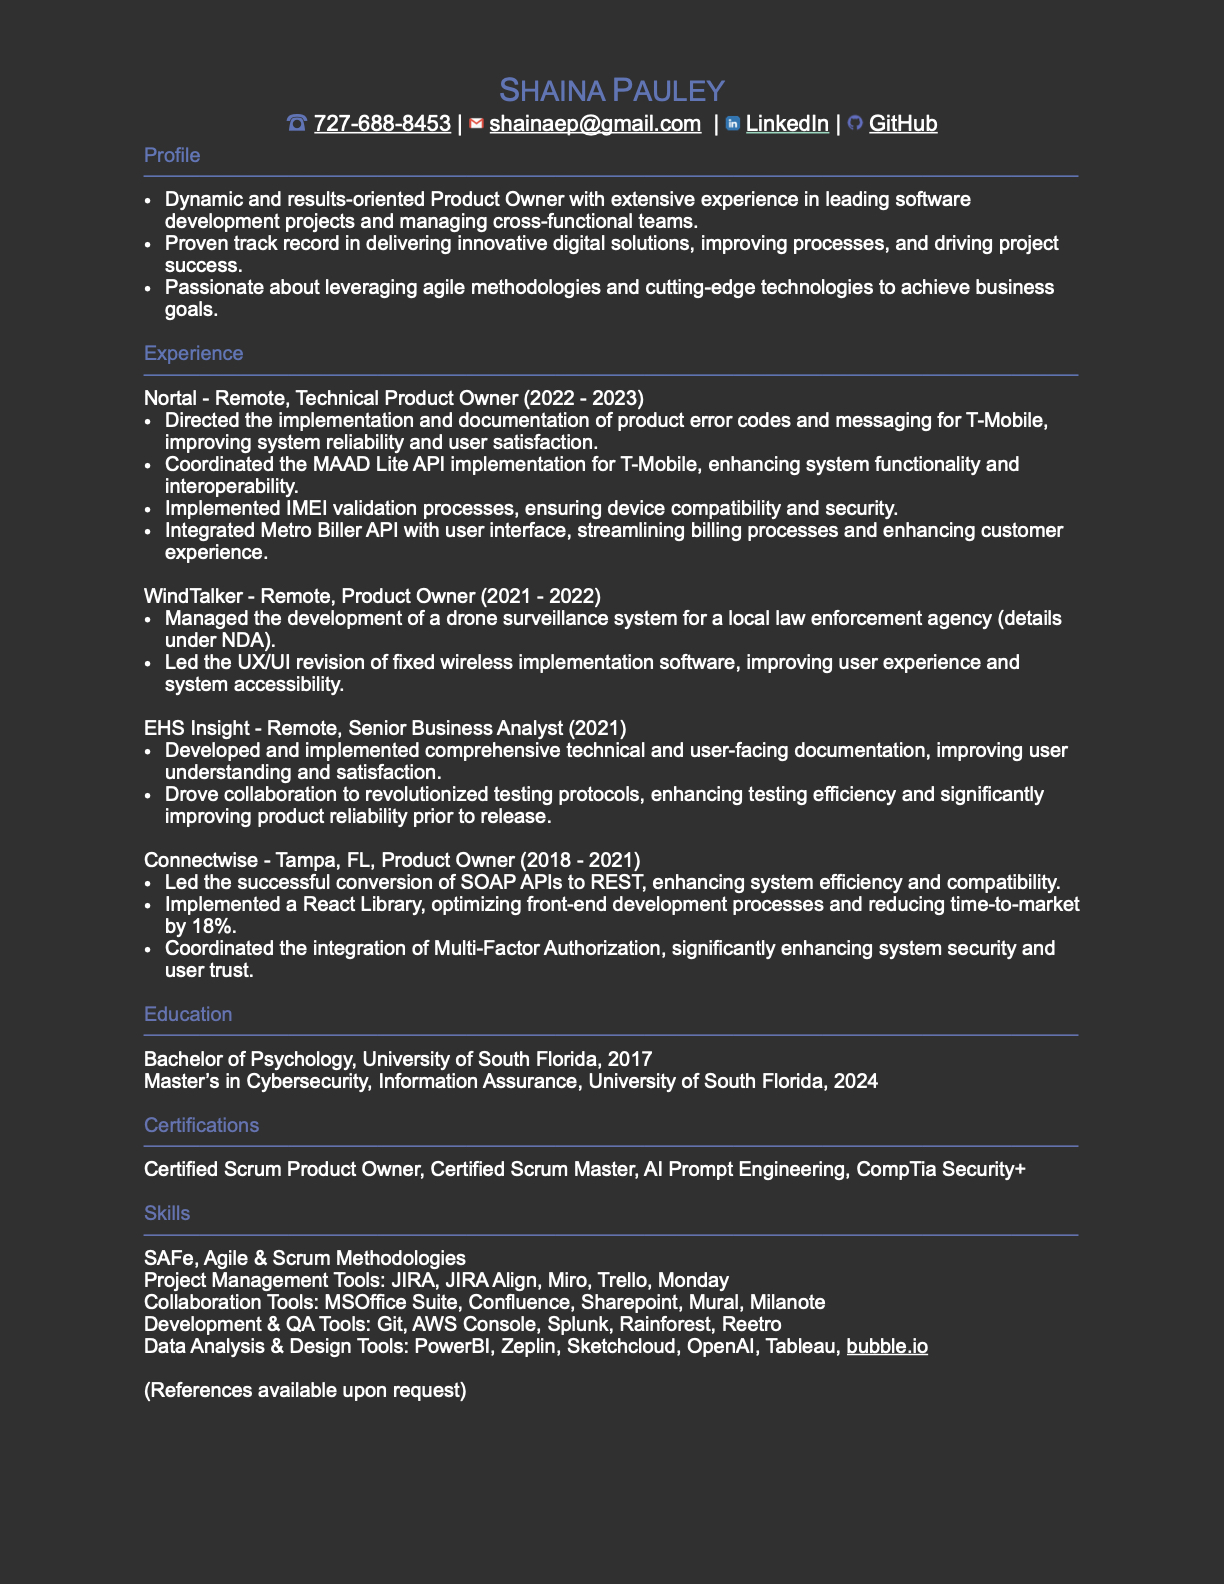 SHAINA PAULEY
727-688-8453 | shainaep@gmail.com | LinkedIn | GitHub
Profile
• Dynamic and results-oriented Product Owner with extensive experience in leading software
development projects and managing cross-functional teams.
• Proven track record in delivering innovative digital solutions, improving processes, and driving project
success.
• Passionate about leveraging agile methodologies and cutting-edge technologies to achieve business
goals.
Experience
Nortal - Remote, Technical Product Owner (2022 - 2023)
• Directed the implementation and documentation of product error codes and messaging for T-Mobile,
improving system reliability and user satisfaction.
• Coordinated the MAAD Lite API implementation for T-Mobile, enhancing system functionality and
interoperability.
• Implemented IMEI validation processes, ensuring device compatibility and security.
• Integrated Metro Biller API with user interface, streamlining billing processes and enhancing customer
experience.
WindTalker - Remote, Product Owner (2021 - 2022)
• Managed the development of a drone surveillance system for a local law enforcement agency (details
under NDA).
• Led the UX/UI revision of fixed wireless implementation software, improving user experience and
system accessibility.
EHS Insight - Remote, Senior Business Analyst (2021)
• Developed and implemented comprehensive technical and user-facing documentation, improving user
understanding and satisfaction.
• Drove collaboration to revolutionized testing protocols, enhancing testing efficiency and significantly
improving product reliability prior to release.
Connectwise - Tampa, FL, Product Owner (2018 - 2021)
• Led the successful conversion of SOAP APIs to REST, enhancing system efficiency and compatibility.
• Implemented a React Library, optimizing front-end development processes and reducing time-to-market
by 18%.
• Coordinated the integration of Multi-Factor Authorization, significantly enhancing system security and
user trust.
Education
Bachelor of Psychology, University of South Florida, 2017
Master’s in Cybersecurity, Information Assurance, University of South Florida, 2024
Certifications
Certified Scrum Product Owner, Certified Scrum Master, AI Prompt Engineering, CompTia Security+
Skills
SAFe, Agile & Scrum Methodologies
Project Management Tools: JIRA, JIRA Align, Miro, Trello, Monday
Collaboration Tools: MSOffice Suite, Confluence, Sharepoint, Mural, Milanote
Development & QA Tools: Git, AWS Console, Splunk, Rainforest, Reetro
Data Analysis & Design Tools: PowerBI, Zeplin, Sketchcloud, OpenAI, Tableau, bubble.io
(References available upon request)